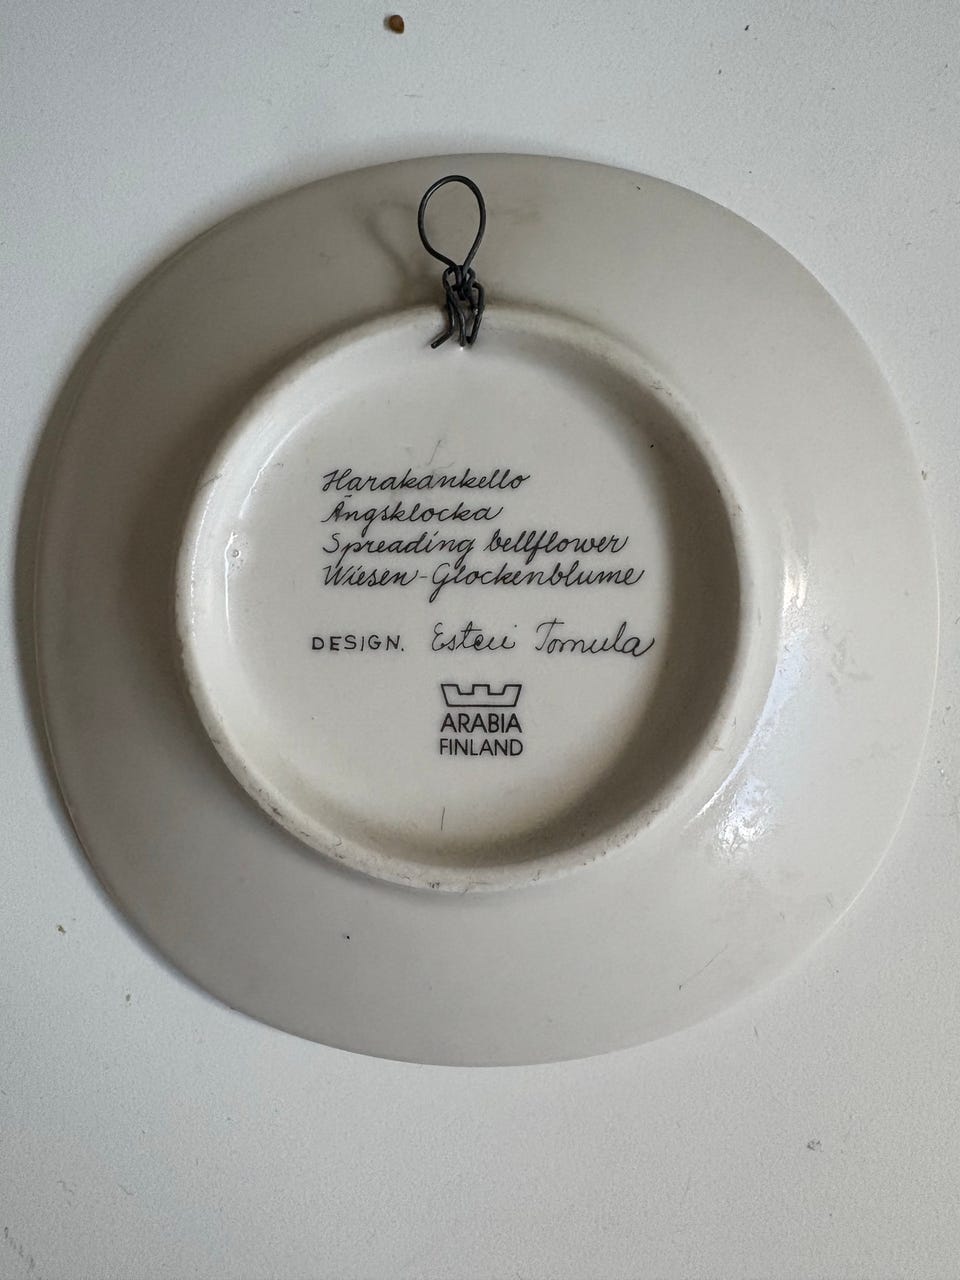 Harakankello
Ängsklocka
Spreading bellflower
Wiesen-Glockenblume
DESIGN. Esteri Tomula
ARABIA
FINLAND